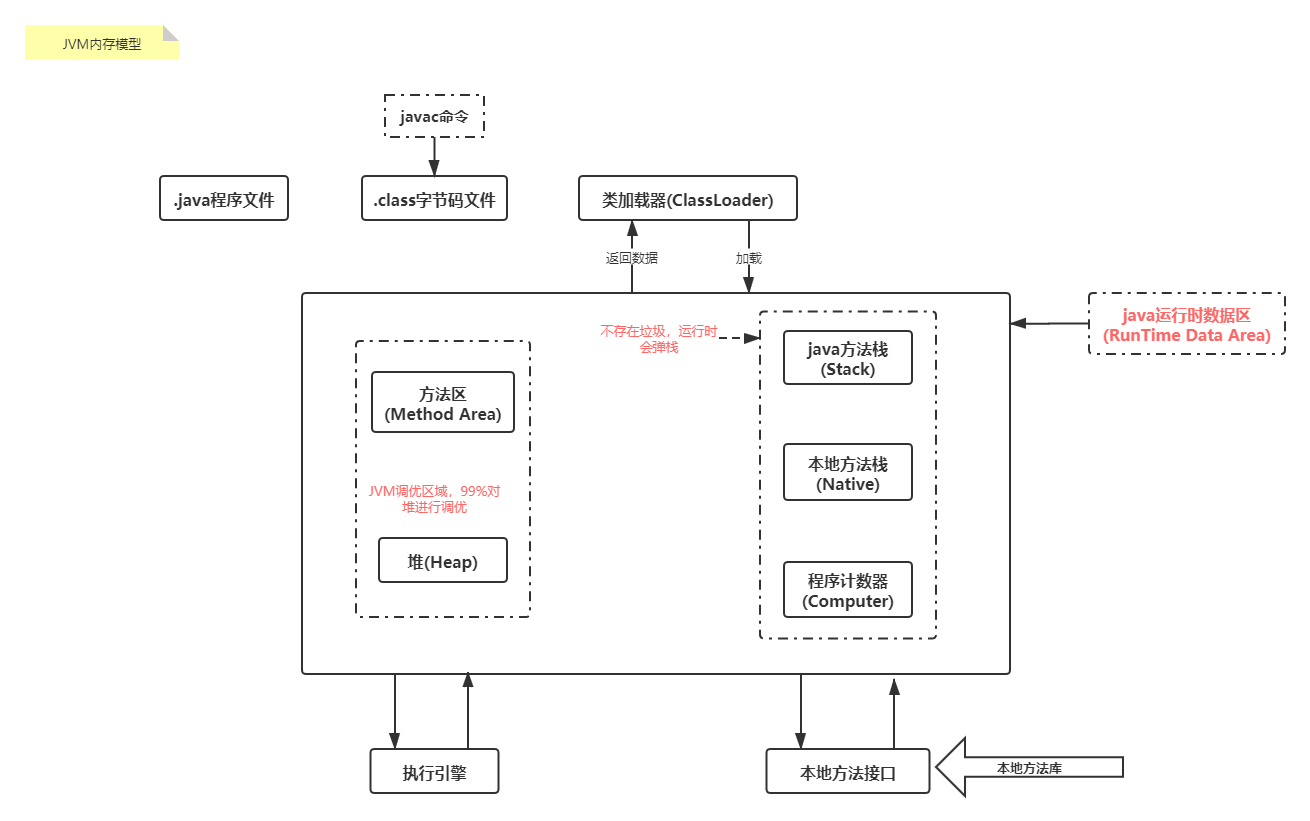 JVM内存模型
javac命令
.java程序文件
.class字节码文件
类加载器(ClassLoader)
返回数据
加载
java运行时数据区
(RunTime Data Area)
不存在垃圾，运行时
会弹栈
java方法栈
(Stack)
方法区
(Method Area)
本地方法栈
(Native)
JVM调优区域，99%对
堆进行调优
堆(Heap)
程序计数器
(Computer)
执行引擎
本地方法接口
本地方法库